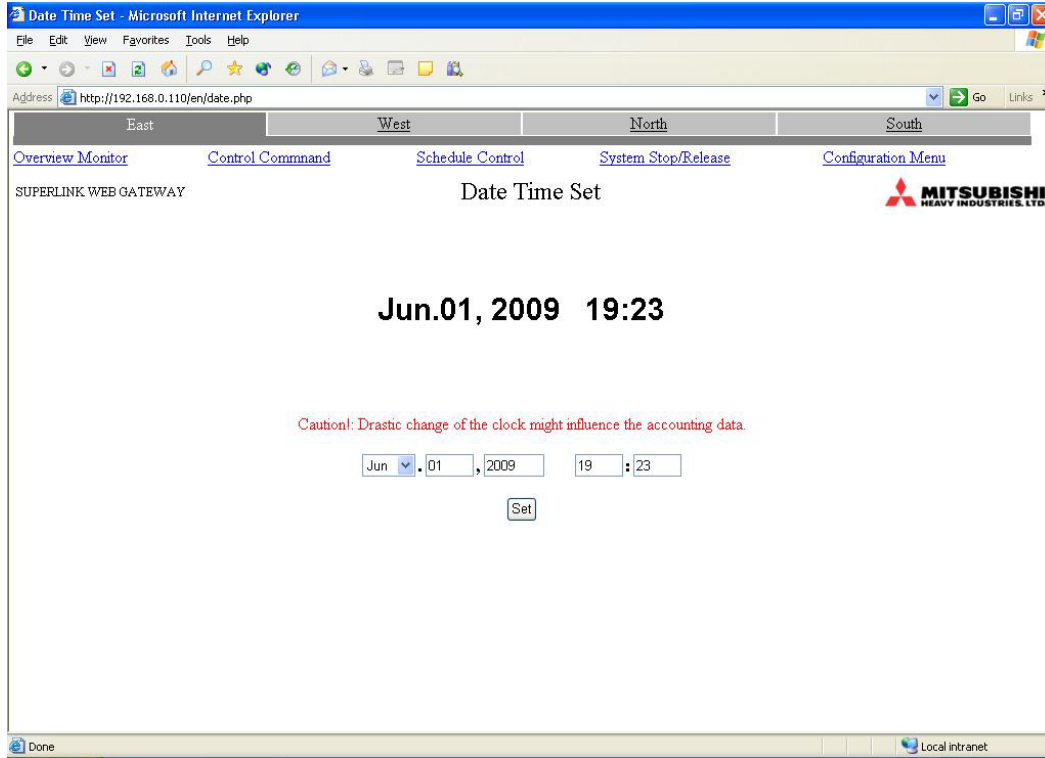 Date Time Set - Microsoft Internet Explorer
File Edit View Favorites Tools Help
Address http://192.168.0.110/en/date.php Go Links
East West North South
Overview Monitor Control Commnand Schedule Control System Stop/Release Configuration Menu
SUPERLINK WEB GATEWAY Date Time Set MITSUBISHI
HEAVY INDUSTRIES, LTD
Jun.01, 2009 19:23
Caution!: Drastic change of the clock might influence the accounting data.
Jun . 01 , 2009 19 : 23
Set
Done Local intranet